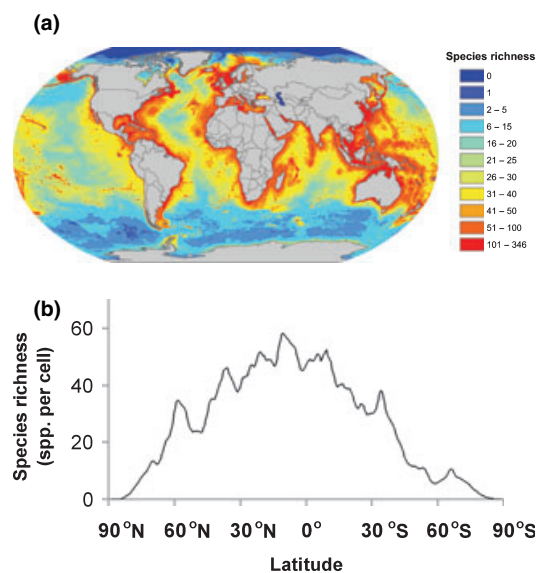 (a)
Species richness
0
1
2 – 5
6 – 15
16 – 20
21 – 25
26 – 30
31 – 40
41 – 50
51 – 100
101 – 346
(b)
Species richness
(spp. per cell)
60
40
20
0
90°N 60°N 30°N 0° 30°S 60°S 90°S
Latitude